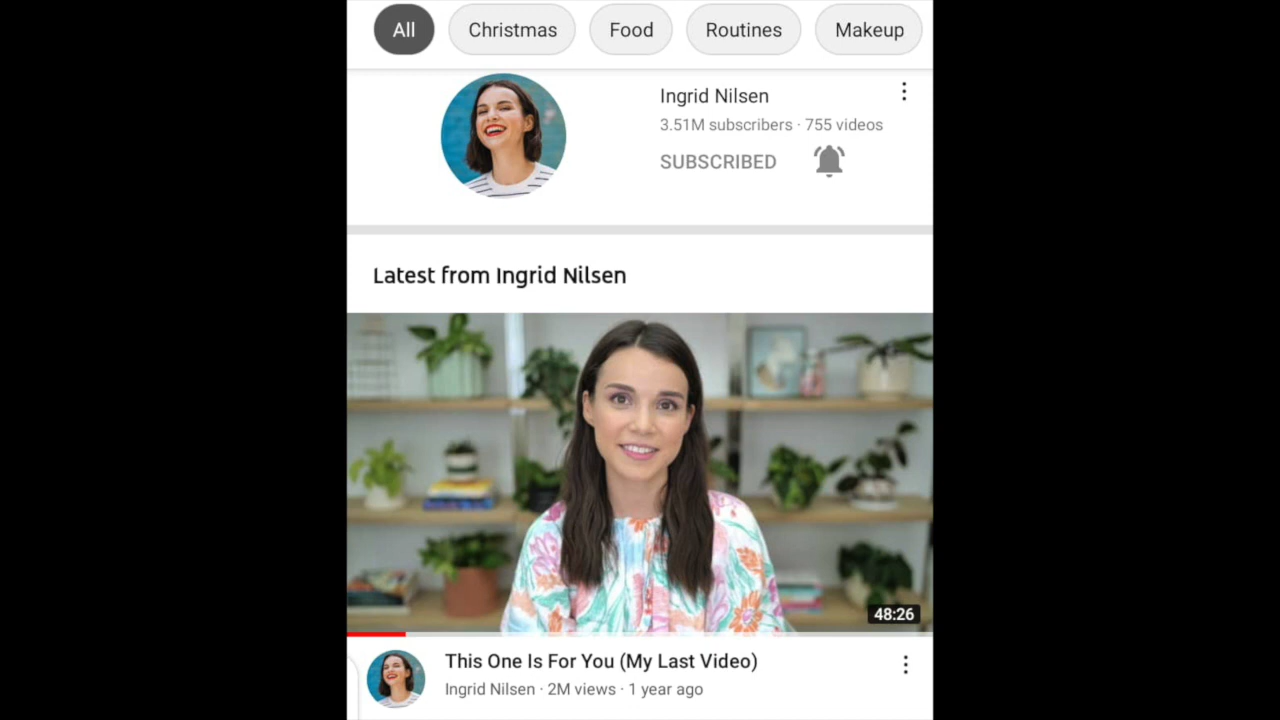 All Christmas Food Routines Makeup
Ingrid Nilsen
3.51M subscribers · 755 videos
SUBSCRIBED
Latest from Ingrid Nilsen
48:26
This One Is For You (My Last Video)
Ingrid Nilsen · 2M views · 1 year ago